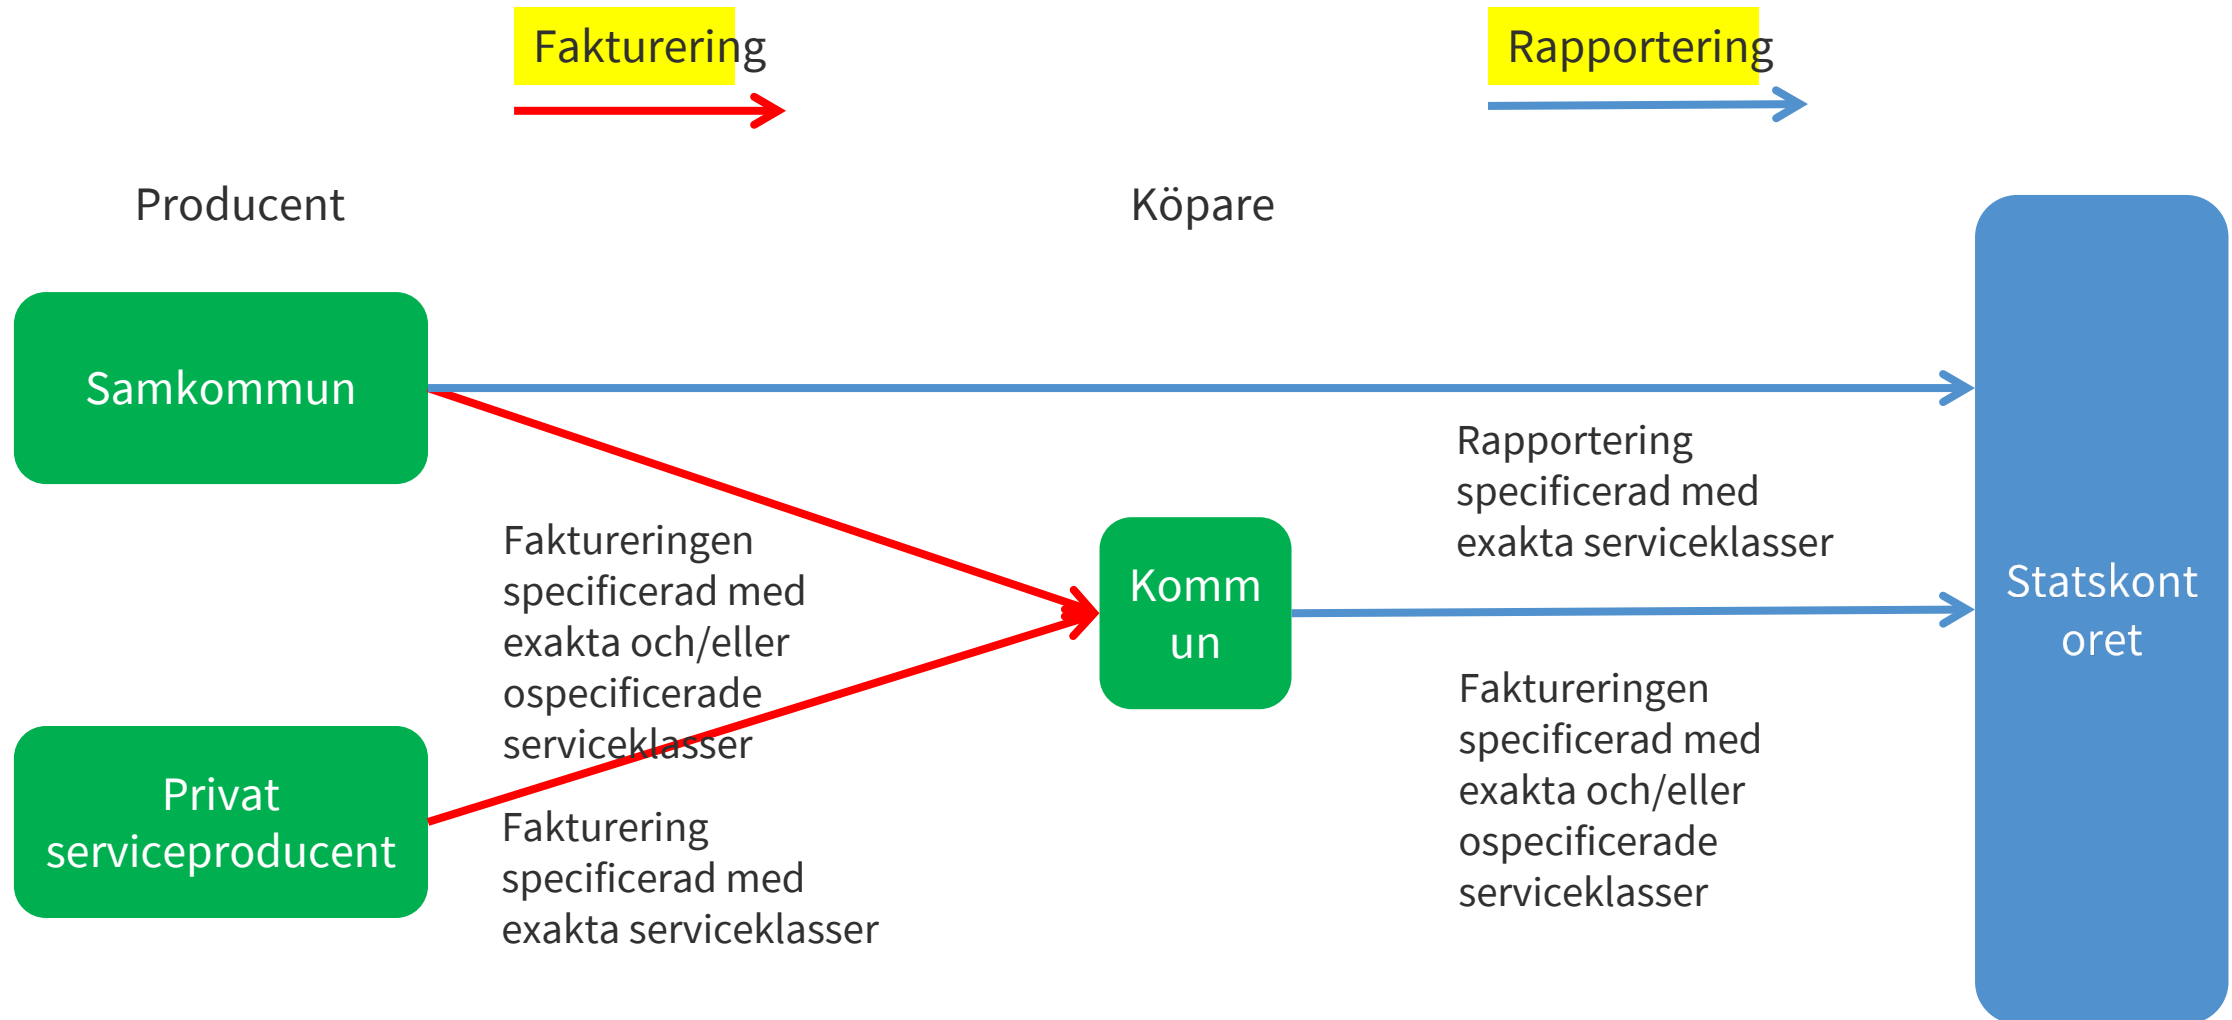 Fakturering
Rapportering
Producent
Köpare
Samkommun
Rapportering
specificerad med
exakta serviceklasser
Faktureringen
specificerad med
exakta och/eller
ospecificerade
serviceklasser
Komm
un
Statskont
oret
Privat
serviceproducent
Fakturering
specificerad med
exakta serviceklasser
Faktureringen
specificerad med
exakta och/eller
ospecificerade
serviceklasser